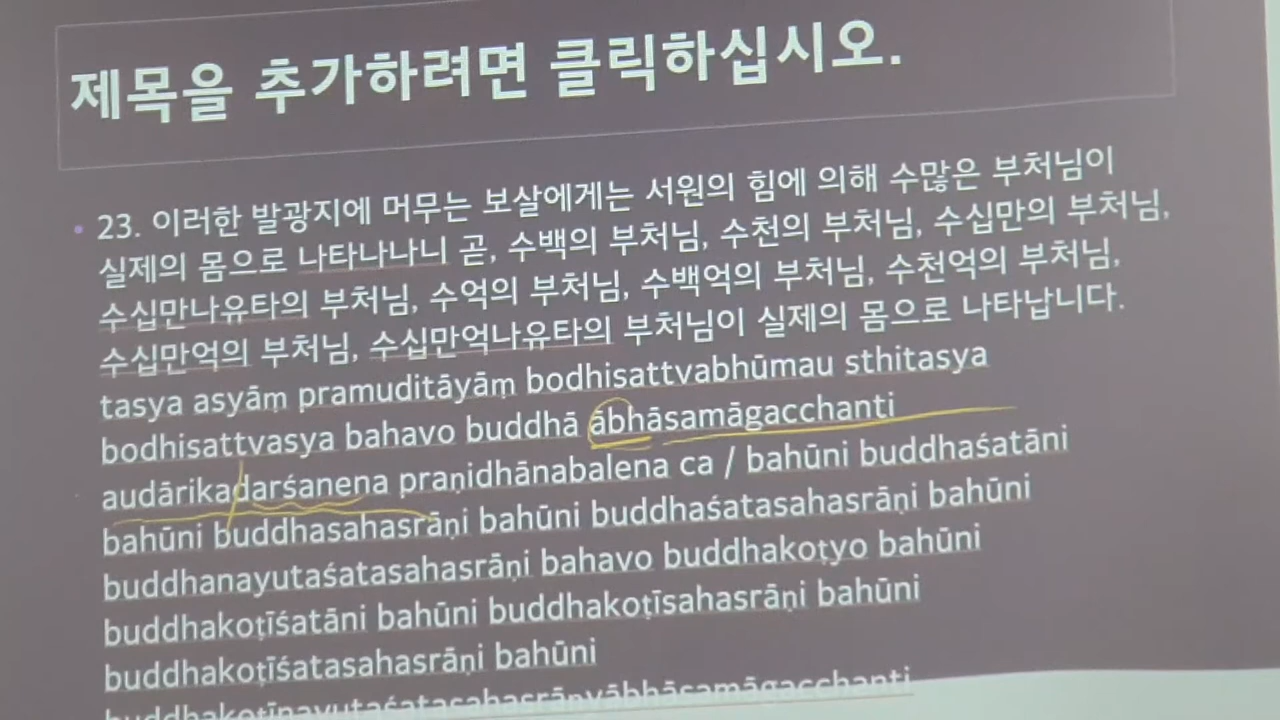 제목을 추가하려면 클릭하십시오.
• 23. 이러한 발광지에 머무는 보살에게는 서원의 힘에 의해 수많은 부처님이
실제의 몸으로 나타나나니 곧, 수백의 부처님, 수천의 부처님, 수십만의 부처님,
수십만나유타의 부처님, 수억의 부처님, 수백억의 부처님, 수천억의 부처님,
수십만억의 부처님, 수십만억나유타의 부처님이 실제의 몸으로 나타납니다.
tasya asyāṃ pramuditāyāṃ bodhisattvabhūmau sthitasya
bodhisattvasya bahavo buddhā ābhāsamāgacchanti
audārikadarśanena praṇidhānabalena ca / bahūni buddhaśatāni
bahūni buddhasahasrāṇi bahūni buddhaśatasahasrāṇi bahūni
buddhanayutaśatasahasrāṇi bahavo buddhakoṭyo bahūni
buddhakoṭīśatāni bahūni buddhakoṭīsahasrāṇi bahūni
buddhakoṭīśatasahasrāṇi bahūni
buddhakoṭīnayutaśatasahasrāṇyābhāsamāgacchanti